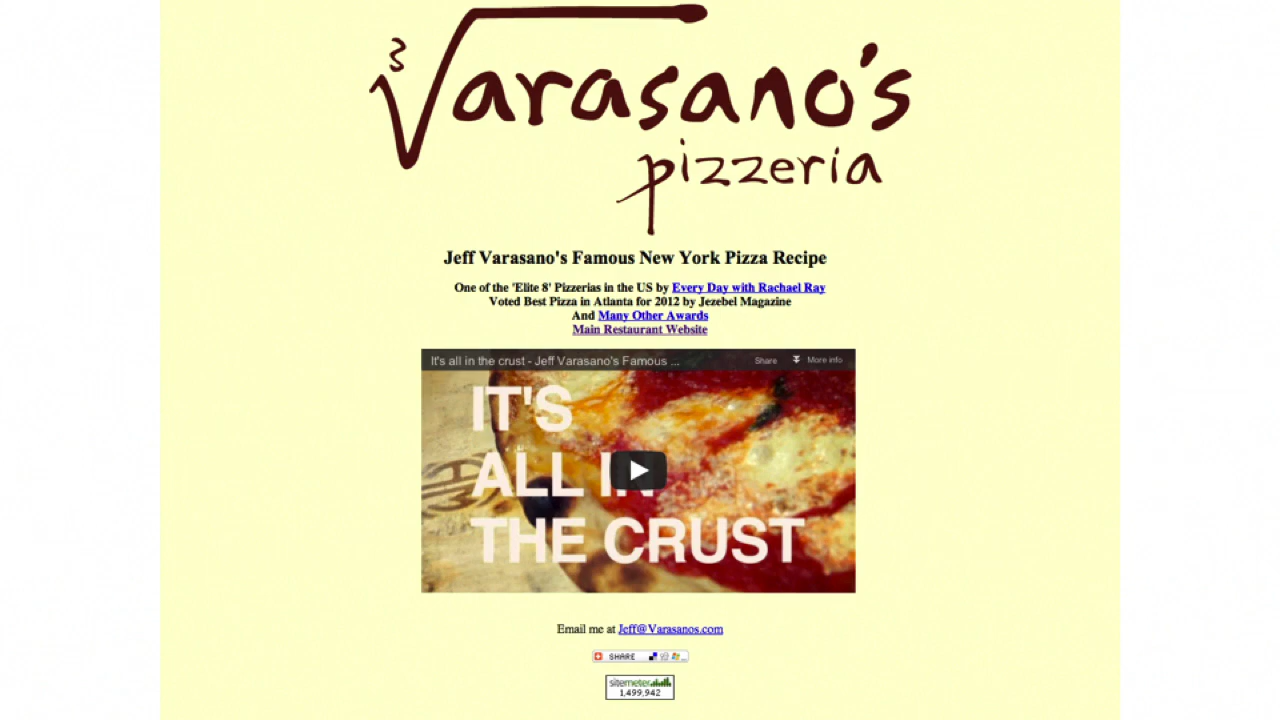 3
Varasano's
pizzeria
Jeff Varasano's Famous New York Pizza Recipe
One of the 'Elite 8' Pizzerias in the US by Every Day with Rachael Ray
Voted Best Pizza in Atlanta for 2012 by Jezebel Magazine
And Many Other Awards
Main Restaurant Website
It's all in the crust - Jeff Varasano's Famous ... Share More info
IT'S
ALL IN
THE CRUST
Email me at Jeff@Varasanos.com
SHARE
sitemeter
1,499,942